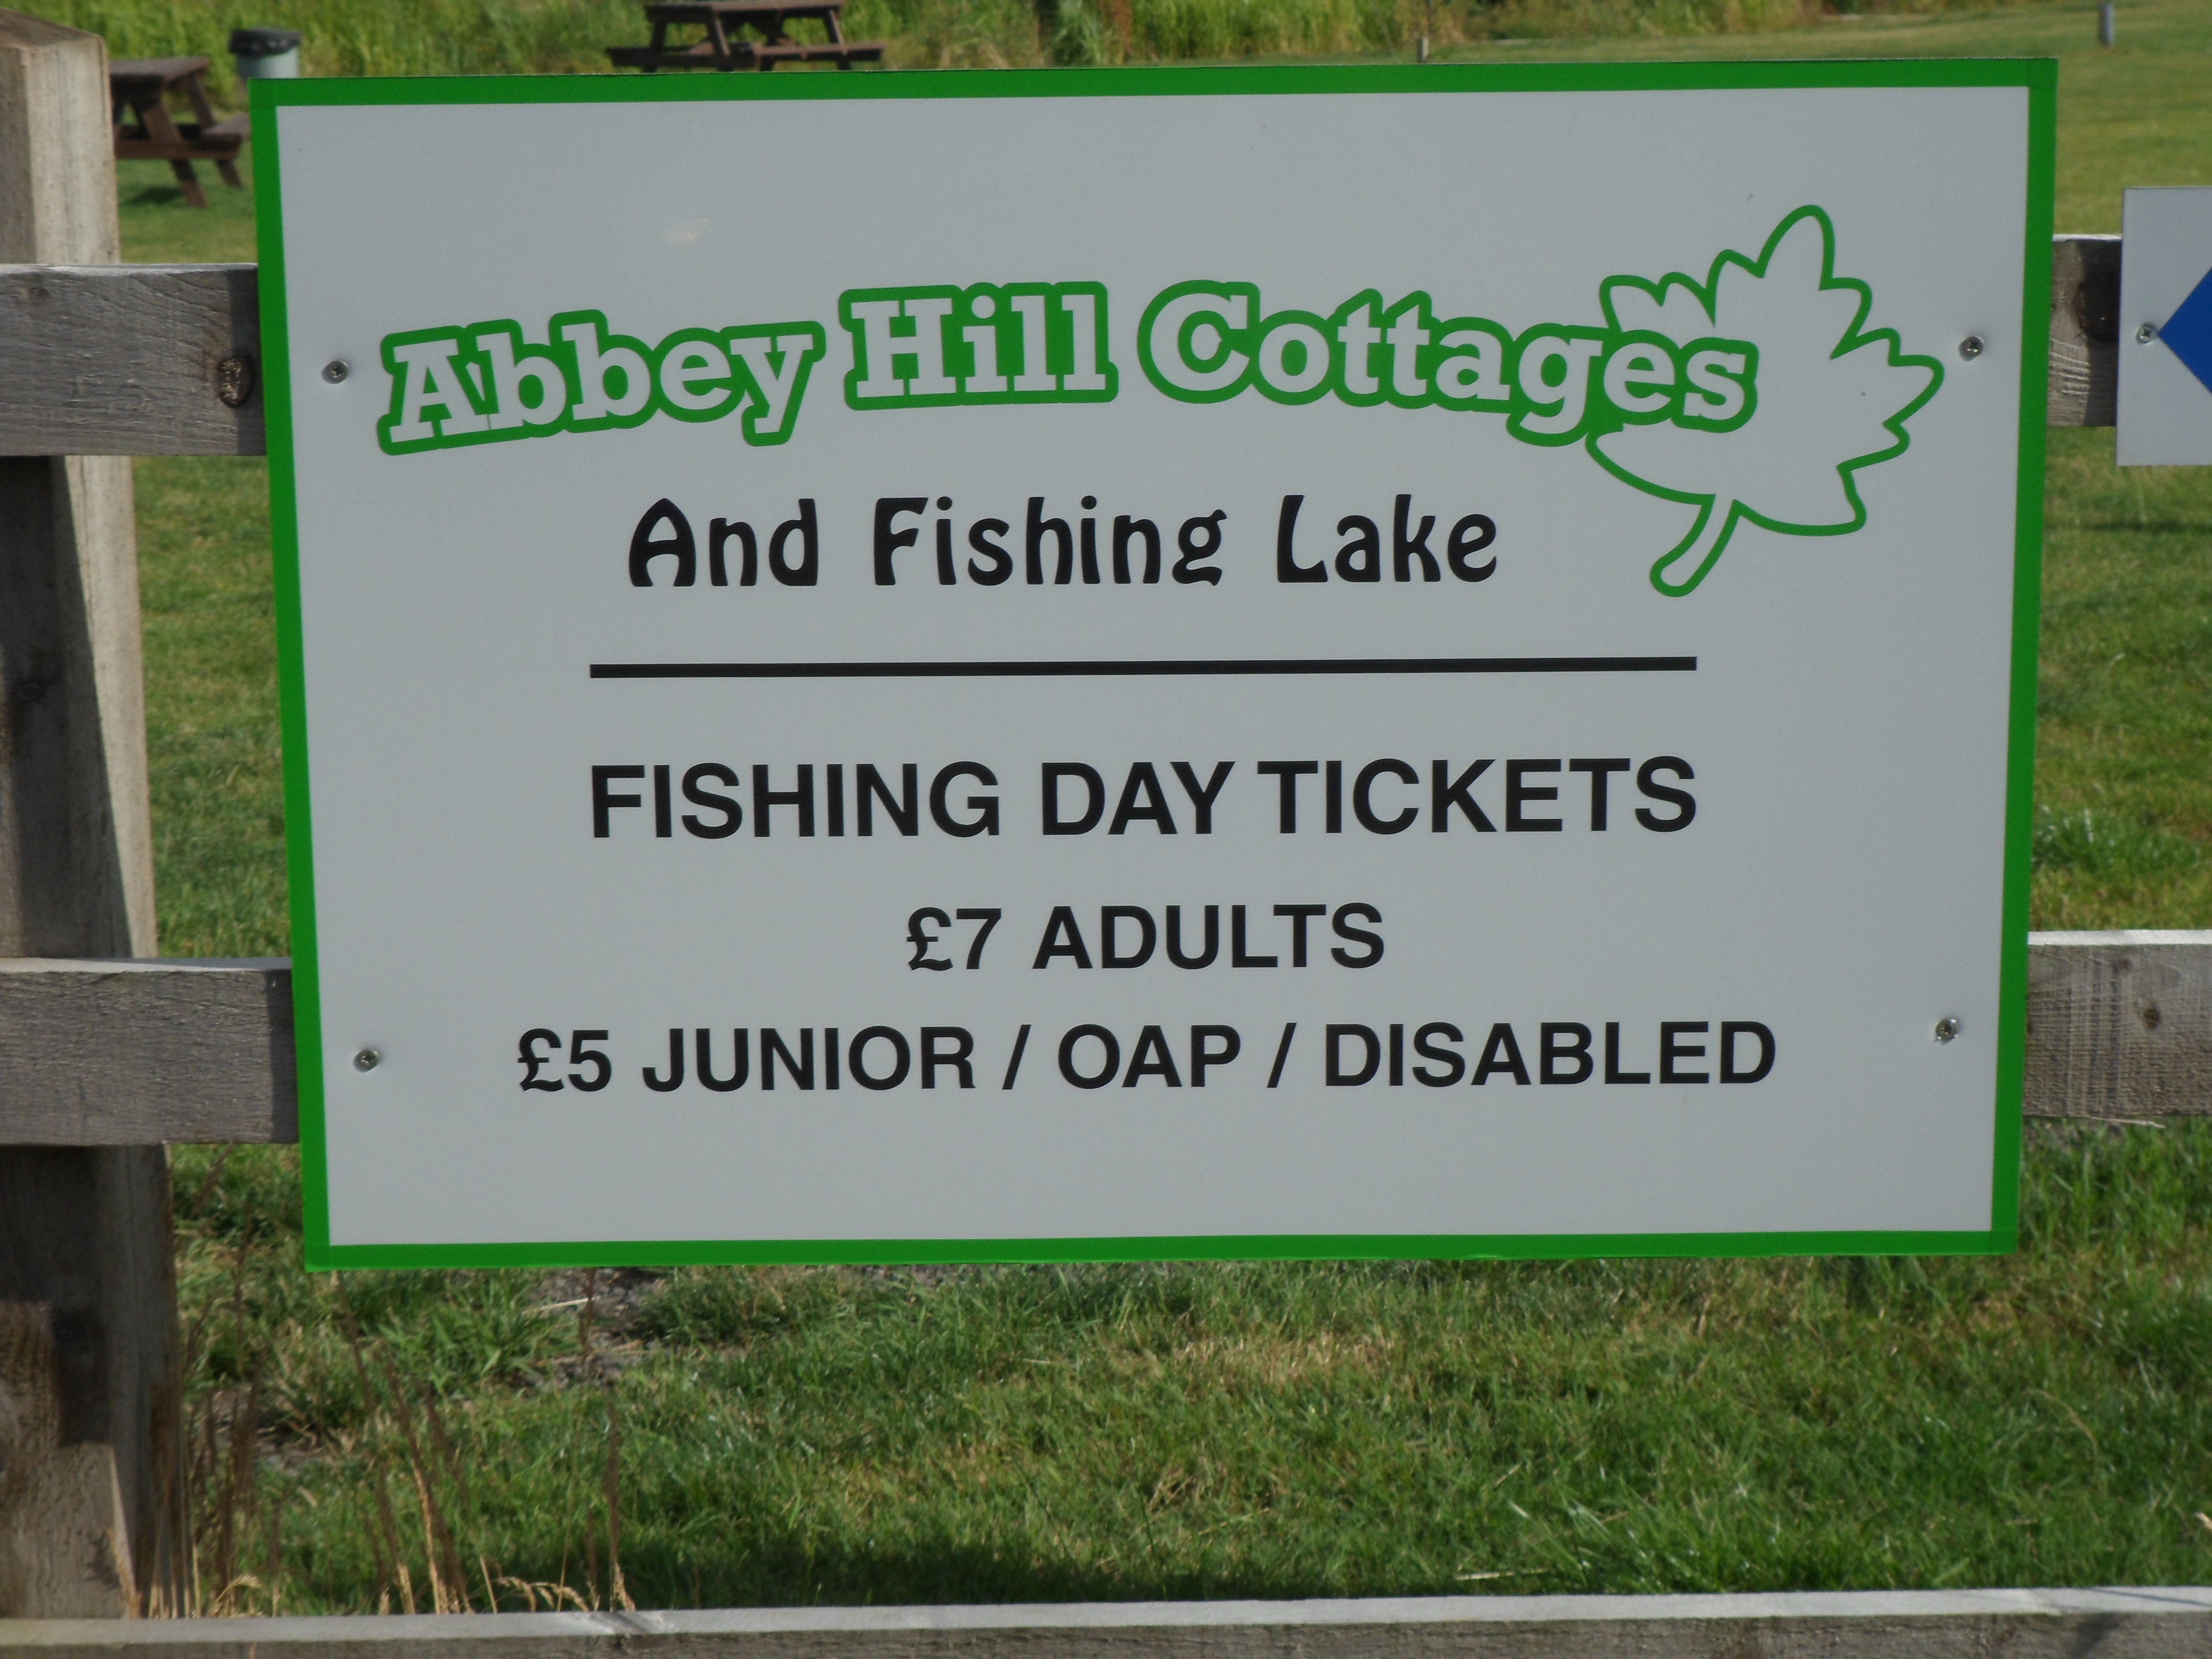 Abbey Hill Cottages
And Fishing Lake
FISHING DAY TICKETS
£7 ADULTS
£5 JUNIOR / OAP / DISABLED